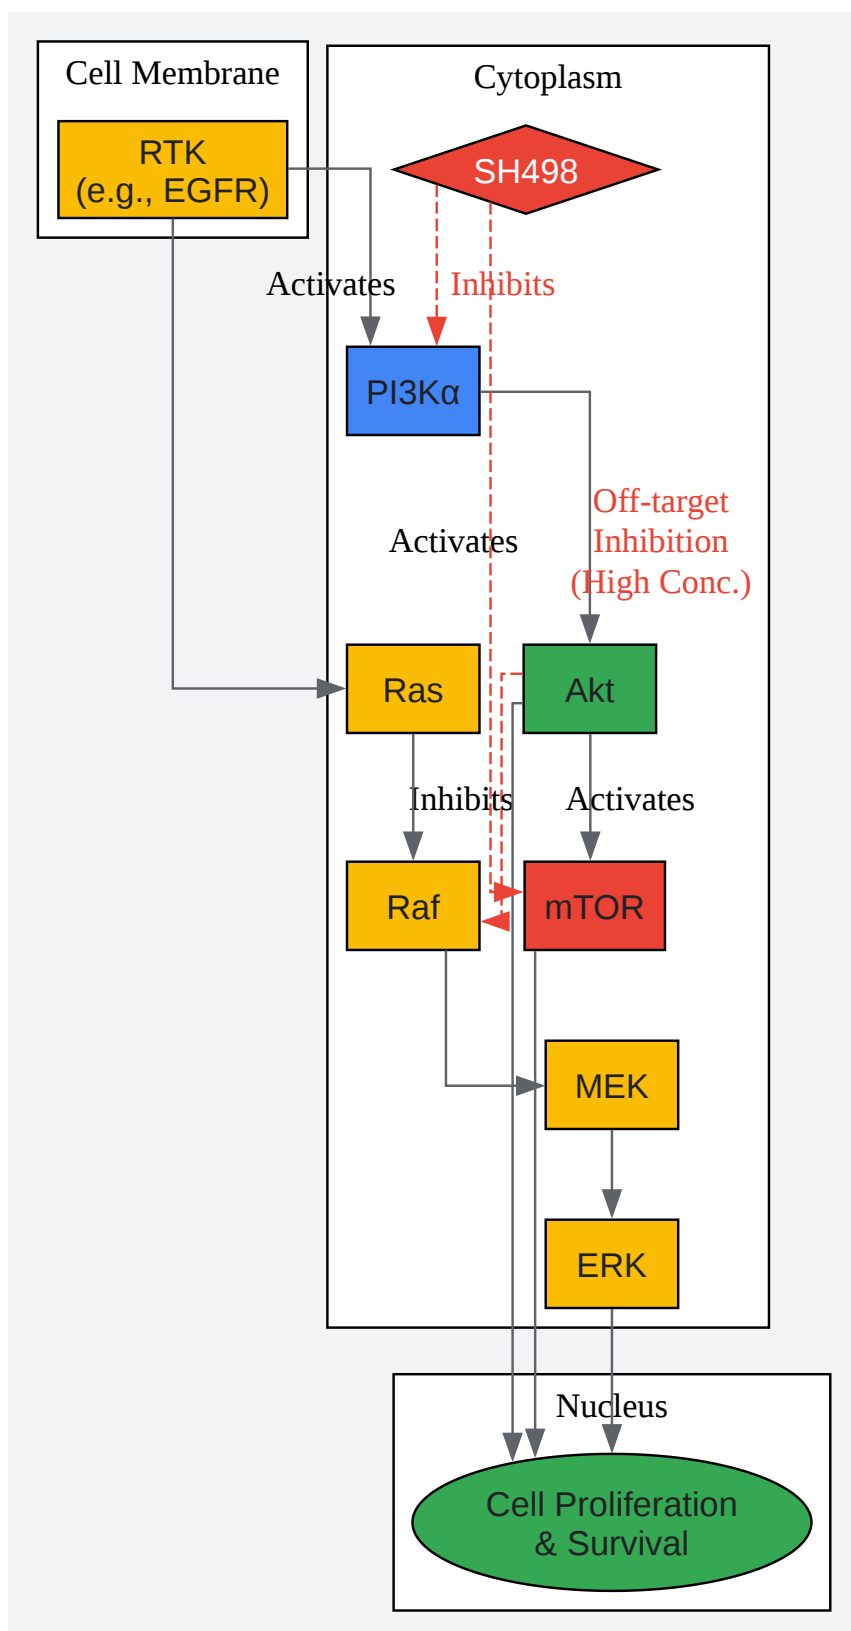 Cell Membrane
Cytoplasm
RTK
(e.g., EGFR)
SH498
Activates
Inhibits
PI3Kα
Off-target
Inhibition
(High Conc.)
Activates
Ras
Akt
Inhibits
Activates
Raf
mTOR
MEK
ERK
Nucleus
Cell Proliferation
& Survival